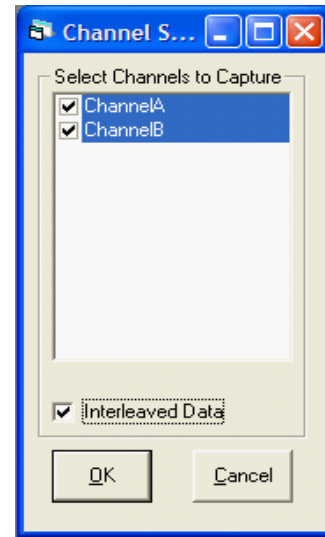 Channel S...
Select Channels to Capture
ChannelA
ChannelB
Interleaved Data
OK
Cancel